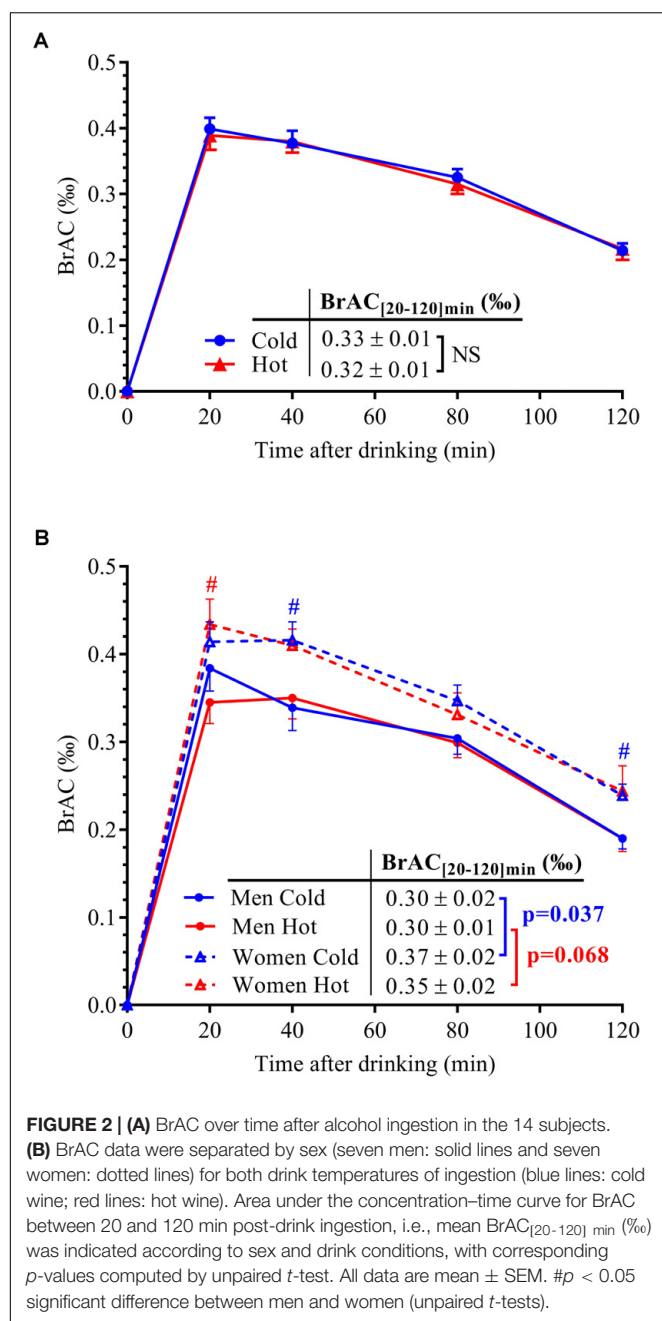 A
0.5
0.4
0.3
0.2
0.1
0.0
BrAC (‰)
BrAC[20-120]min (‰)
Cold 0.33 ± 0.01
Hot 0.32 ± 0.01
NS
0 20 40 60 80 100 120
Time after drinking (min)
B
0.5
0.4
0.3
0.2
0.1
0.0
BrAC (‰)
# # #
BrAC[20-120]min (‰)
Men Cold 0.30 ± 0.02
Men Hot 0.30 ± 0.01
Women Cold 0.37 ± 0.02
Women Hot 0.35 ± 0.02
p=0.037
p=0.068
0 20 40 60 80 100 120
Time after drinking (min)
FIGURE 2 | (A) BrAC over time after alcohol ingestion in the 14 subjects.
(B) BrAC data were separated by sex (seven men: solid lines and seven
women: dotted lines) for both drink temperatures of ingestion (blue lines: cold
wine; red lines: hot wine). Area under the concentration–time curve for BrAC
between 20 and 120 min post-drink ingestion, i.e., mean BrAC[20-120] min (‰)
was indicated according to sex and drink conditions, with corresponding
p-values computed by unpaired t-test. All data are mean ± SEM. #p < 0.05
significant difference between men and women (unpaired t-tests).